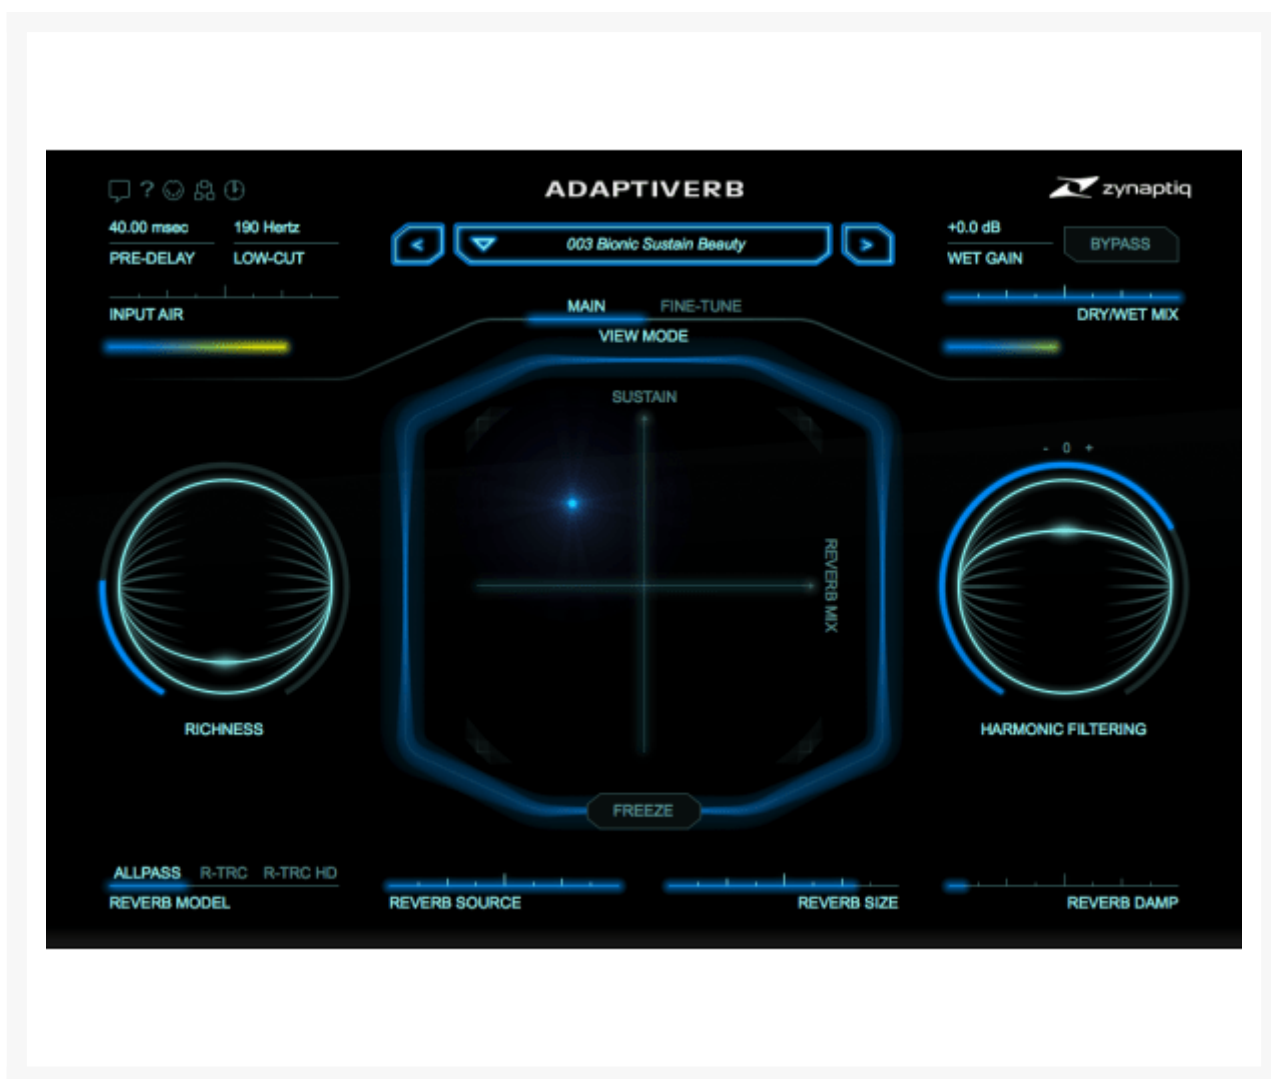 ?
ADAPTIVERB
zynaptiq
40.00 msec
190 Hertz
PRE-DELAY
LOW-CUT
<
003 Bionic Sustain Beauty
>
+0.0 dB
WET GAIN
BYPASS
INPUT AIR
MAIN
FINE-TUNE
VIEW MODE
DRY/WET MIX
SUSTAIN
REVERB MIX
- 0 +
RICHNESS
HARMONIC FILTERING
FREEZE
ALLPASS R-TRC R-TRC HD
REVERB MODEL
REVERB SOURCE
REVERB SIZE
REVERB DAMP